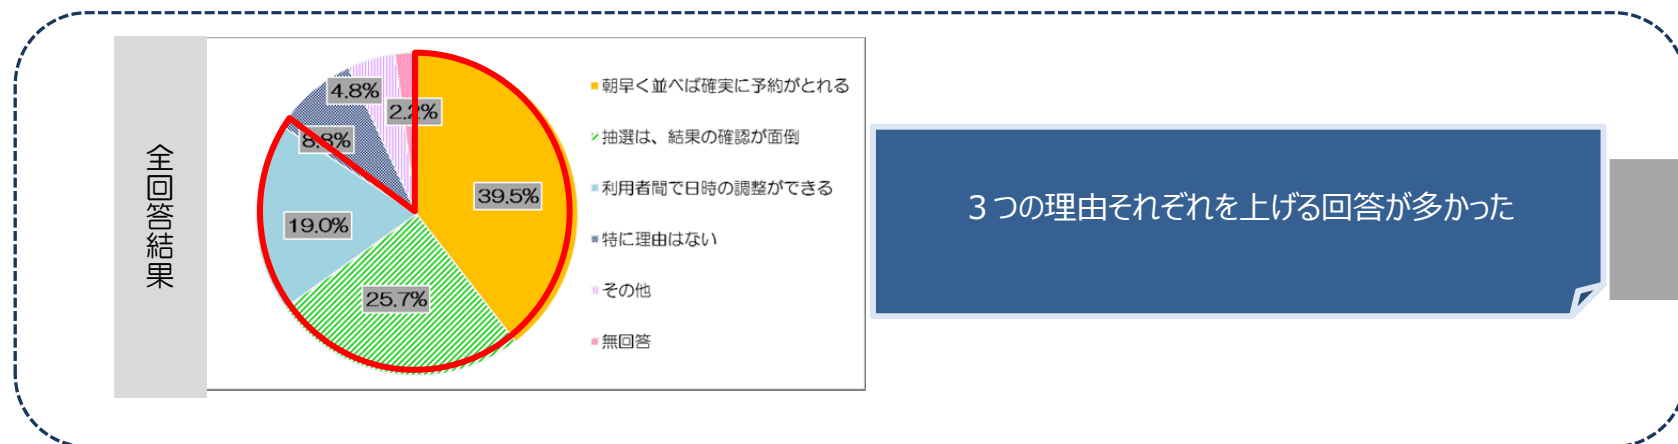 全回答結果
4.8%
2.2%
8.8%
39.5%
19.0%
25.7%
朝早く並べば確実に予約がとれる
抽選は、結果の確認が面倒
利用者間で日時の調整ができる
特に理由はない
その他
無回答
３つの理由それぞれを上げる回答が多かった